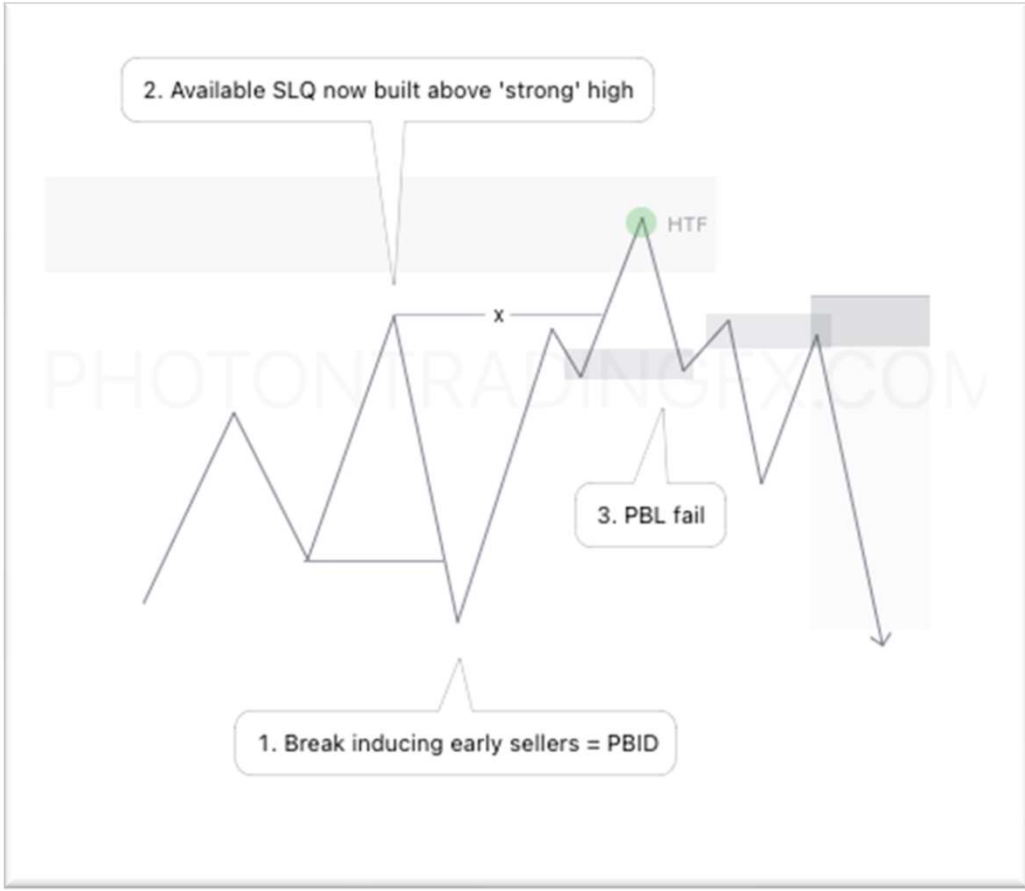 2. Available SLQ now built above 'strong' high
HTF
x
PHOTONTRADINGFX.COM
3. PBL fail
1. Break inducing early sellers = PBID